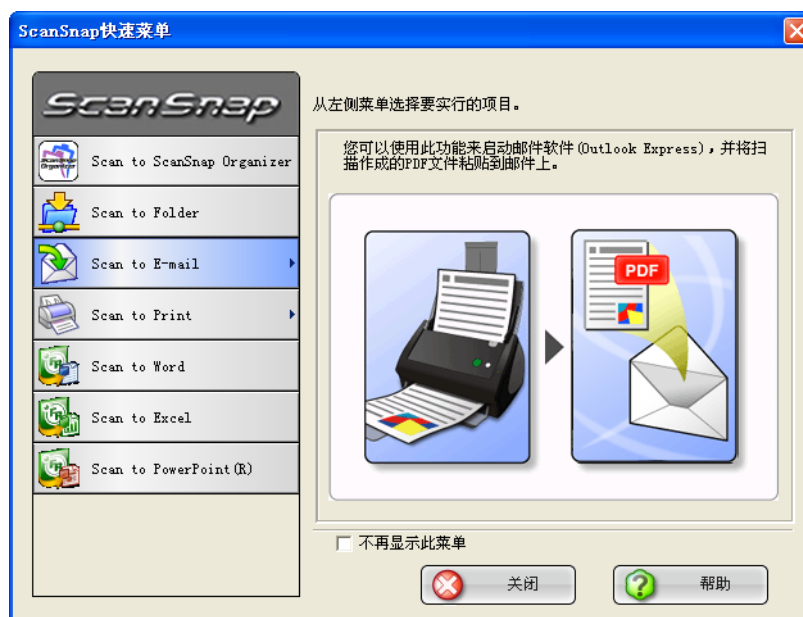 ScanSnap快速菜单
ScanSnap
从左侧菜单选择要实行的项目。
ScanSnap Organizer
Scan to ScanSnap Organizer
Scan to Folder
Scan to E-mail
Scan to Print
Scan to Word
Scan to Excel
Scan to PowerPoint(R)
您可以使用此功能来启动邮件软件(Outlook Express)，并将扫
描作成的PDF文件粘贴到邮件上。
PDF
不再显示此菜单
关闭
帮助